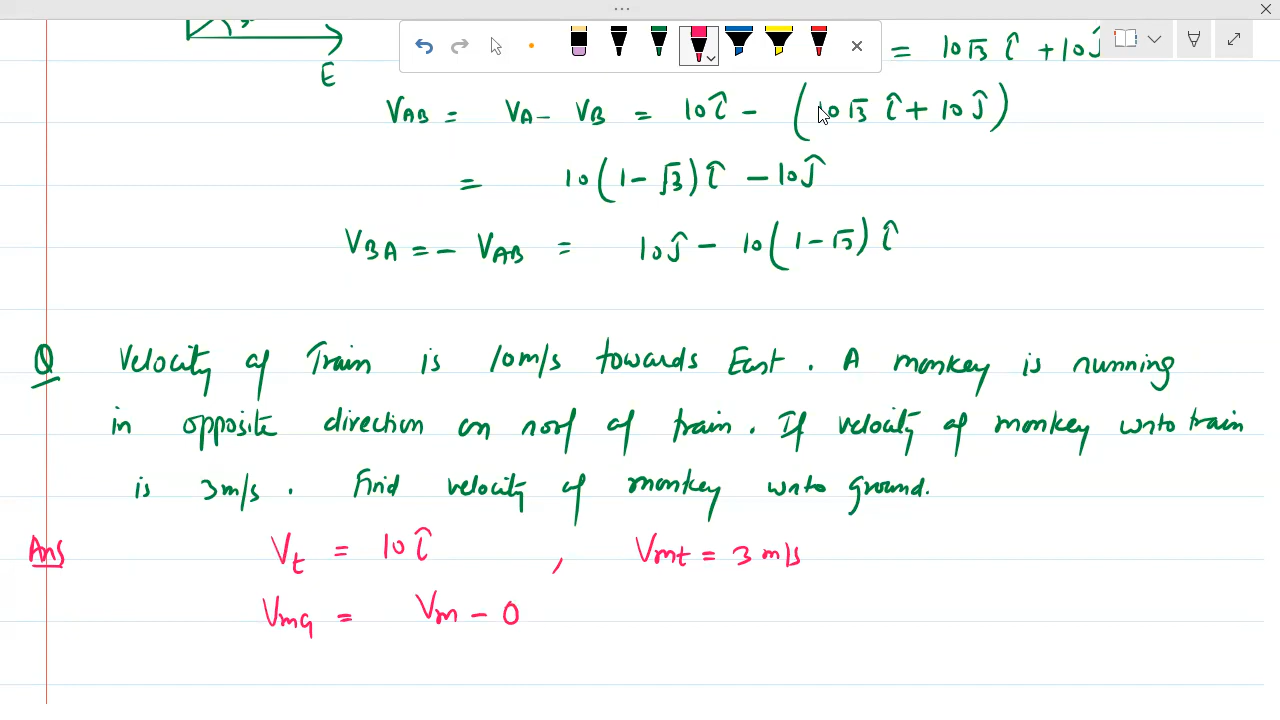 E
= 10√3 î + 10ĵ
VAB = VA - VB = 10î - (10√3 î + 10ĵ)
= 10(1-√3) î - 10ĵ
VBA = - VAB = 10ĵ - 10(1-√3) î
Q Velocity of Train is 10m/s towards East. A monkey is running
in opposite direction on roof of train. If velocity of monkey wrto train
is 3m/s. Find velocity of monkey wrto ground.
Ans Vt = 10î , Vmt = 3 m/s
Vmg = Vm - 0